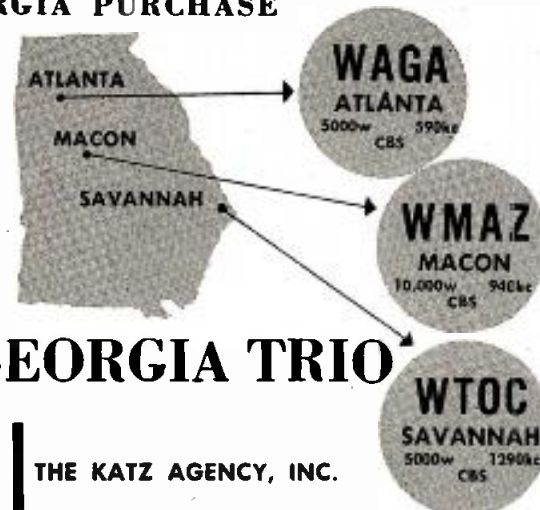 RGIA PURCHASE
ATLANTA
MACON
SAVANNAH
WAGA
ATLANTA
5000w 590kc
CBS
WMAZ
MACON
10,000w 940kc
CBS
EORGIA TRIO
WTOC
SAVANNAH
5000w 1290kc
CBS
THE KATZ AGENCY, INC.